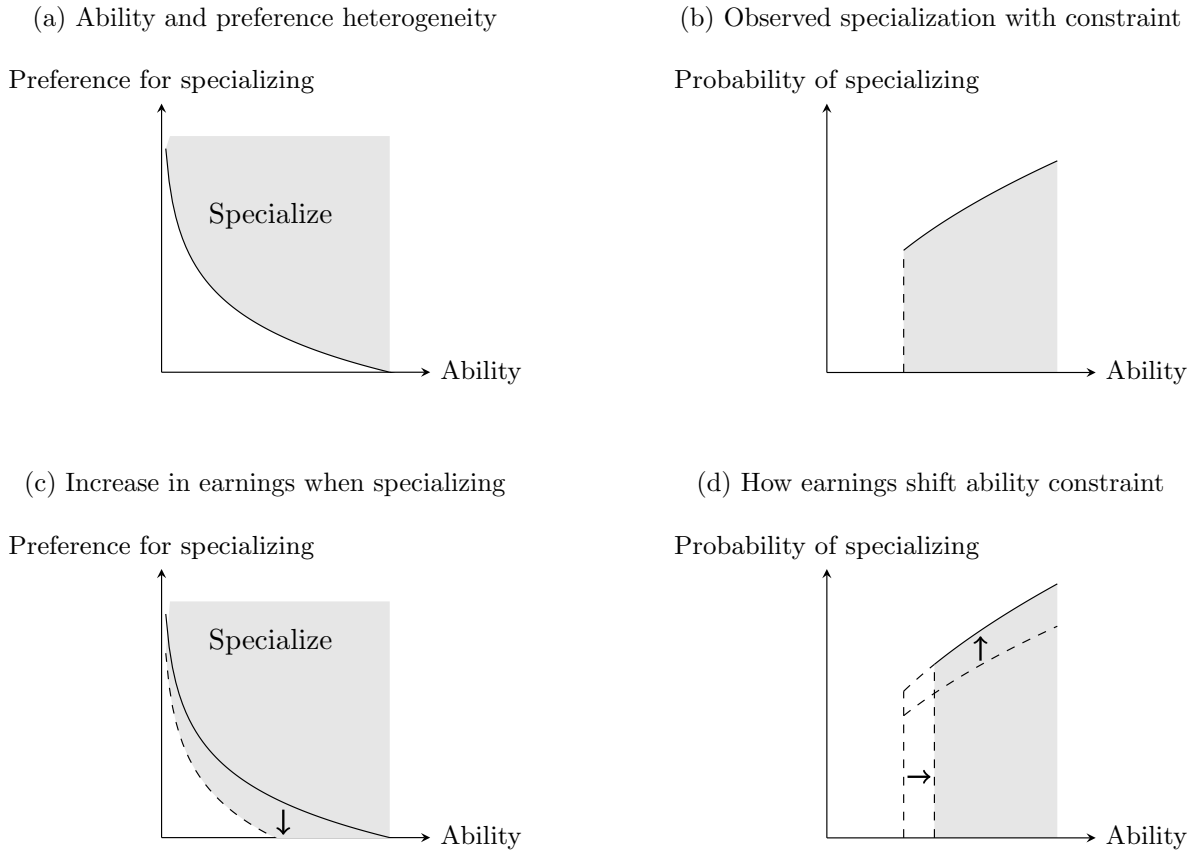 (a) Ability and preference heterogeneity
Preference for specializing
Specialize
Ability
(b) Observed specialization with constraint
Probability of specializing
Ability
(c) Increase in earnings when specializing
Preference for specializing
Specialize
Ability
(d) How earnings shift ability constraint
Probability of specializing
Ability